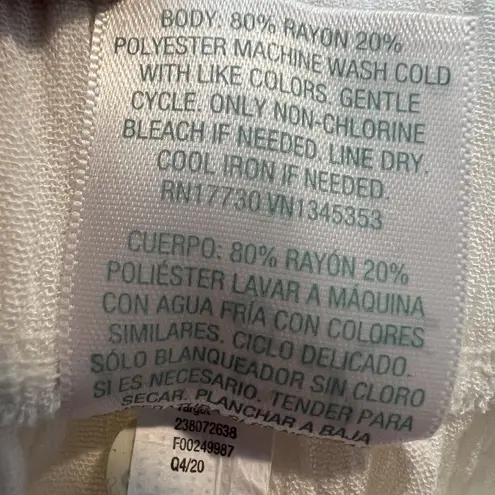 BODY: 80% RAYON 20%
POLYESTER MACHINE WASH COLD
WITH LIKE COLORS. GENTLE
CYCLE. ONLY NON-CHLORINE
BLEACH IF NEEDED. LINE DRY.
COOL IRON IF NEEDED.
RN17730 VN1345353
CUERPO: 80% RAYÓN 20%
POLIÉSTER LAVAR A MÁQUINA
CON AGUA FRÍA CON COLORES
SIMILARES. CICLO DELICADO.
SÓLO BLANQUEADOR SIN CLORO
SI ES NECESARIO. TENDER PARA
SECAR. PLANCHAR A BAJA
Target
238072638
F00249987
Q4/20